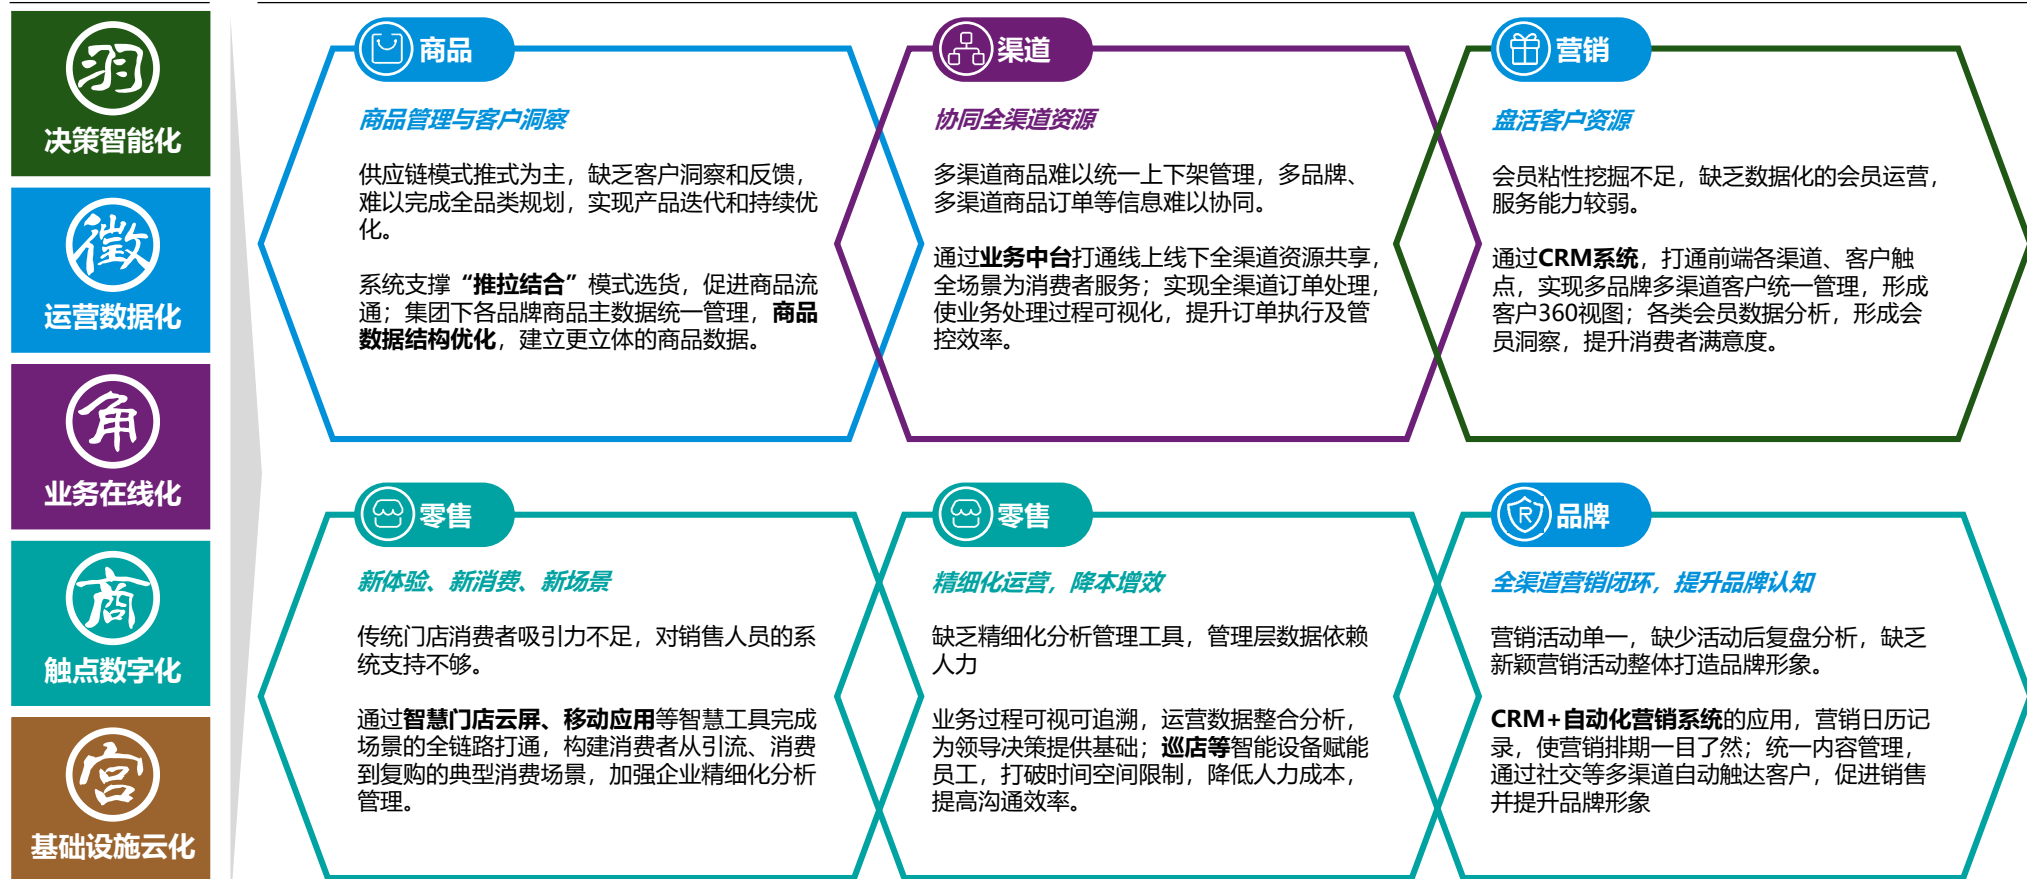 羽
决策智能化
徵
运营数据化
角
业务在线化
商
触点数字化
宫
基础设施云化
商品
商品管理与客户洞察
供应链模式推式为主，缺乏客户洞察和反馈，
难以完成全品类规划，实现产品迭代和持续优
化。
系统支撑“推拉结合”模式选货，促进商品流
通；集团下各品牌商品主数据统一管理，商品
数据结构优化，建立更立体的商品数据。
渠道
协同全渠道资源
多渠道商品难以统一上下架管理，多品牌、
多渠道商品订单等信息难以协同。
通过业务中台打通线上线下全渠道资源共享，
全场景为消费者服务；实现全渠道订单处理，
使业务处理过程可视化，提升订单执行及管
控效率。
营销
盘活客户资源
会员粘性挖掘不足，缺乏数据化的会员运营，
服务能力较弱。
通过CRM系统，打通前端各渠道、客户触
点，实现多品牌多渠道客户统一管理，形成
客户360视图；各类会员数据分析，形成会
员洞察，提升消费者满意度。
零售
新体验、新消费、新场景
传统门店消费者吸引力不足，对销售人员的系
统支持不够。
通过智慧门店云屏、移动应用等智慧工具完成
场景的全链路打通，构建消费者从引流、消费
到复购的典型消费场景，加强企业精细化分析
管理。
零售
精细化运营，降本增效
缺乏精细化分析管理工具，管理层数据依赖
人力
业务过程可视可追溯，运营数据整合分析，
为领导决策提供基础；巡店等智能设备赋能
员工，打破时间空间限制，降低人力成本，
提高沟通效率。
R
品牌
全渠道营销闭环，提升品牌认知
营销活动单一，缺少活动后复盘分析，缺乏
新颖营销活动整体打造品牌形象。
CRM+自动化营销系统的应用，营销日历记
录，使营销排期一目了然；统一内容管理，
通过社交等多渠道自动触达客户，促进销售
并提升品牌形象